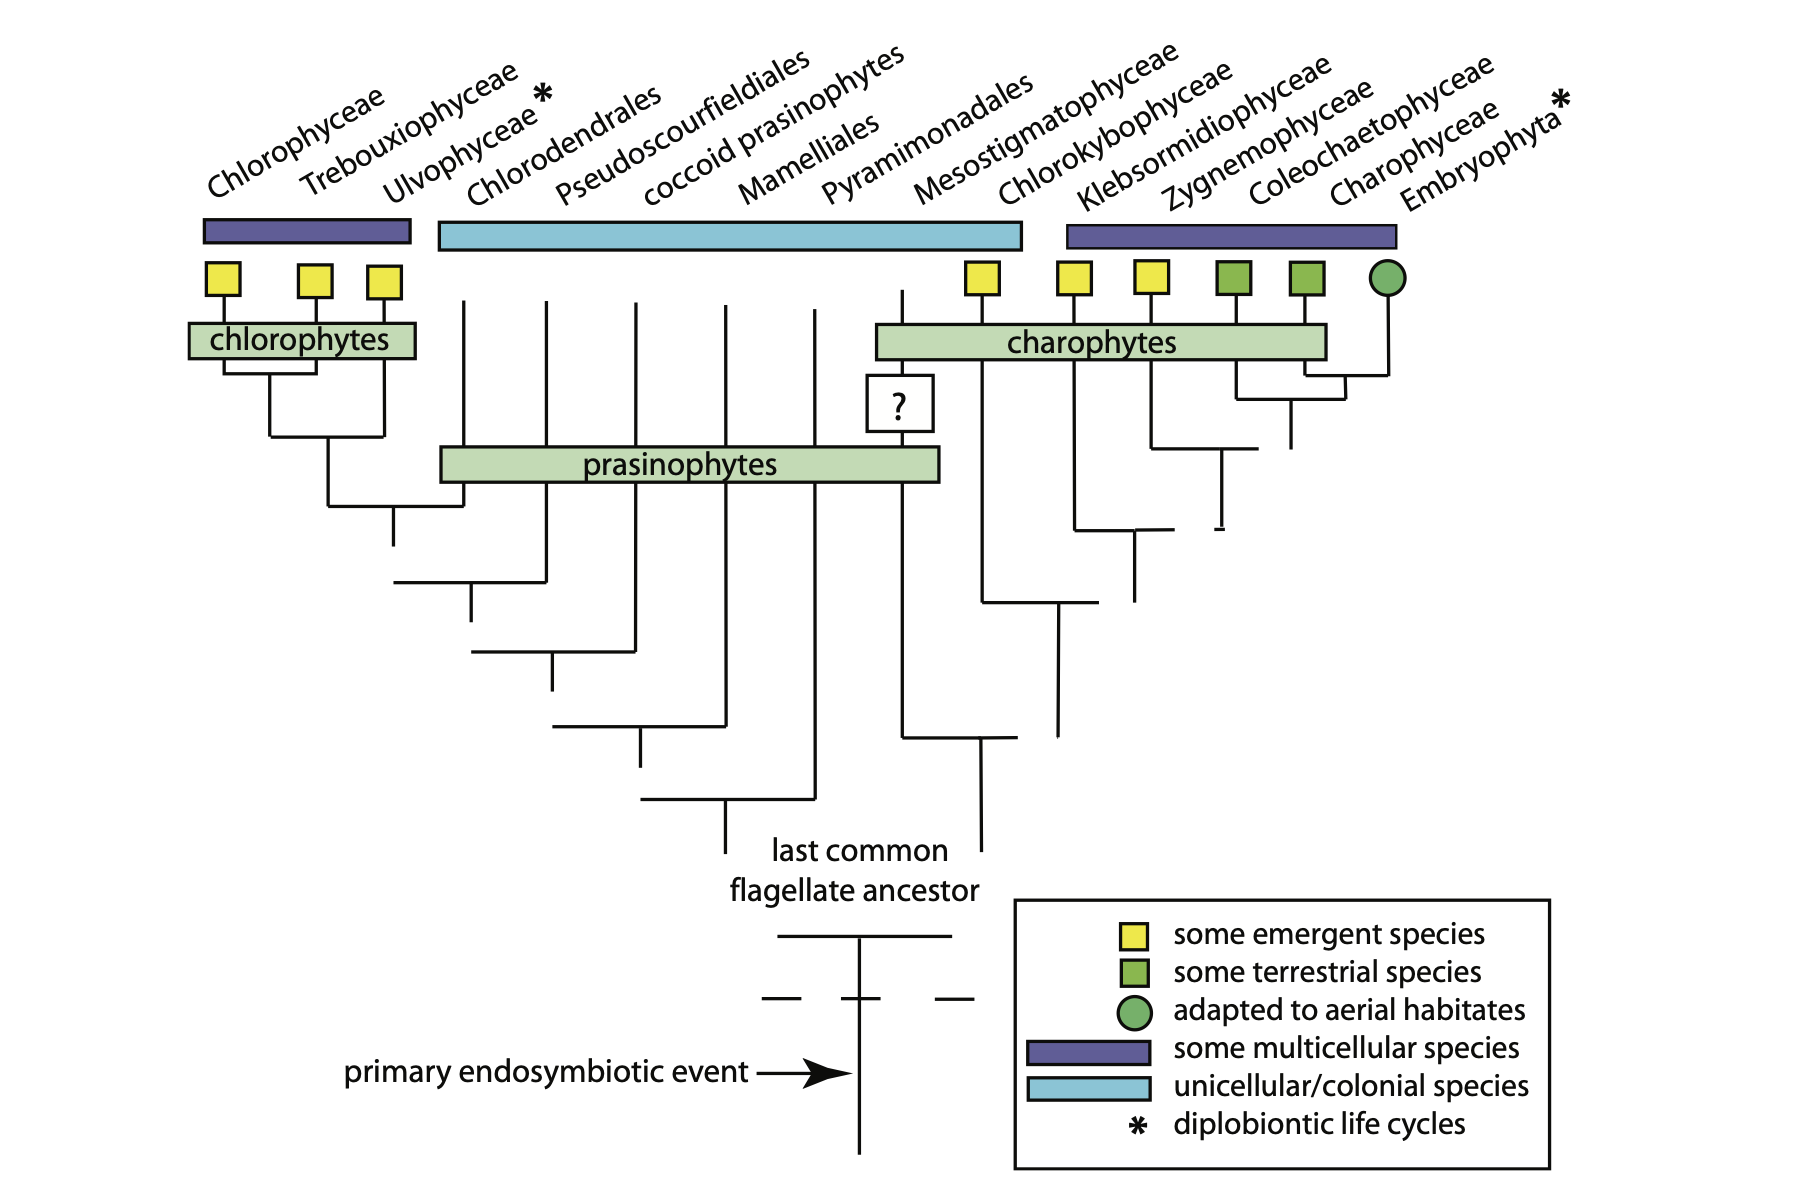 Chlorophyceae
Trebouxiophyceae
Ulvophyceae*
Chlorodendrales
Pseudoscourfieldiales
coccoid prasinophytes
Mamelliales
Pyramimonadales
Mesostigmatophyceae
Chlorokybophyceae
Klebsormidiophyceae
Zygnemophyceae
Coleochaetophyceae
Charophyceae
Embryophyta*
chlorophytes
charophytes
?
prasinophytes
last common
flagellate ancestor
primary endosymbiotic event
some emergent species
some terrestrial species
adapted to aerial habitates
some multicellular species
unicellular/colonial species
* diplobiontic life cycles